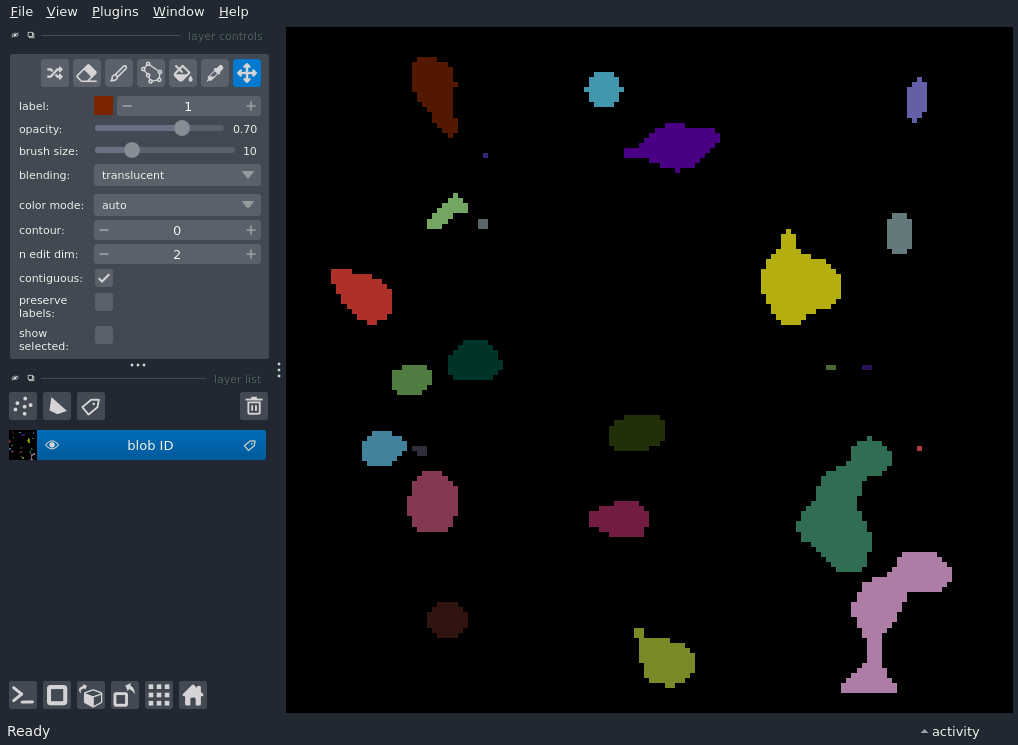 File View Plugins Window Help
layer controls
label: 1
opacity: 0.70
brush size: 10
blending: translucent
color mode: auto
contour: 0
n edit dim: 2
contiguous:
preserve
labels:
show
selected:
layer list
blob ID
Ready
activity